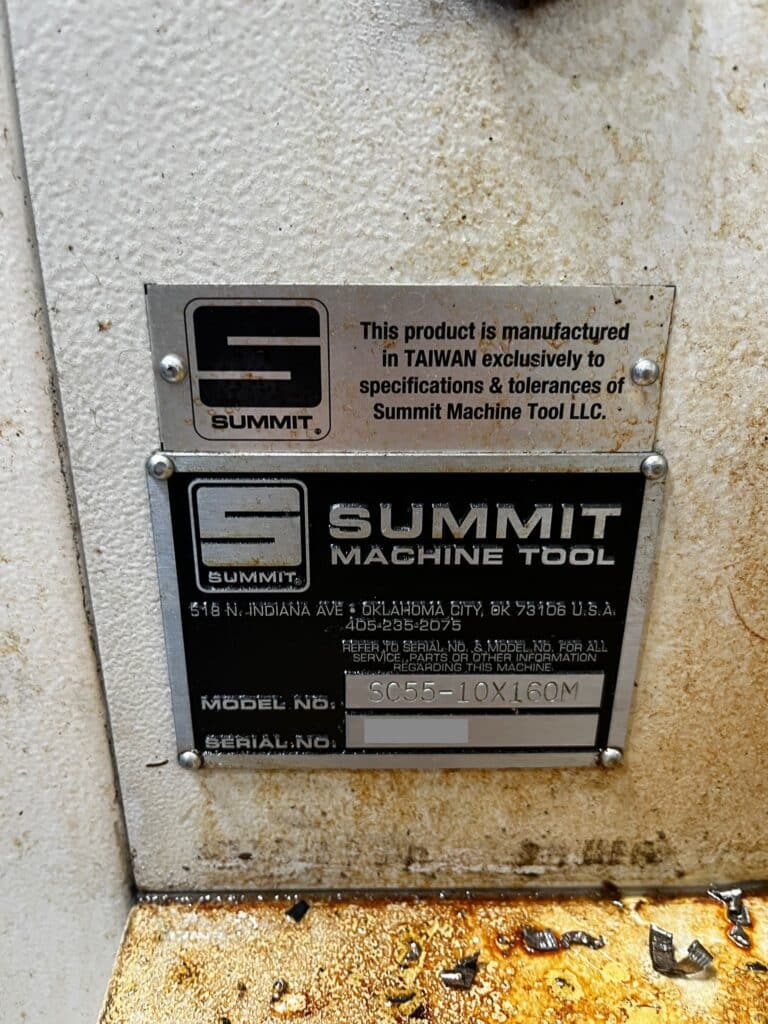 This product is manufactured
in TAIWAN exclusively to
specifications & tolerances of
Summit Machine Tool LLC.
SUMMIT®
SUMMIT
MACHINE TOOL
SUMMIT®
518 N. INDIANA AVE • OKLAHOMA CITY, OK 73106 U.S.A.
405-235-2075
REFER TO SERIAL NO. & MODEL NO. FOR ALL
SERVICE, PARTS OR OTHER INFORMATION
REGARDING THIS MACHINE.
MODEL NO. SC55-10X160M
SERIAL NO.